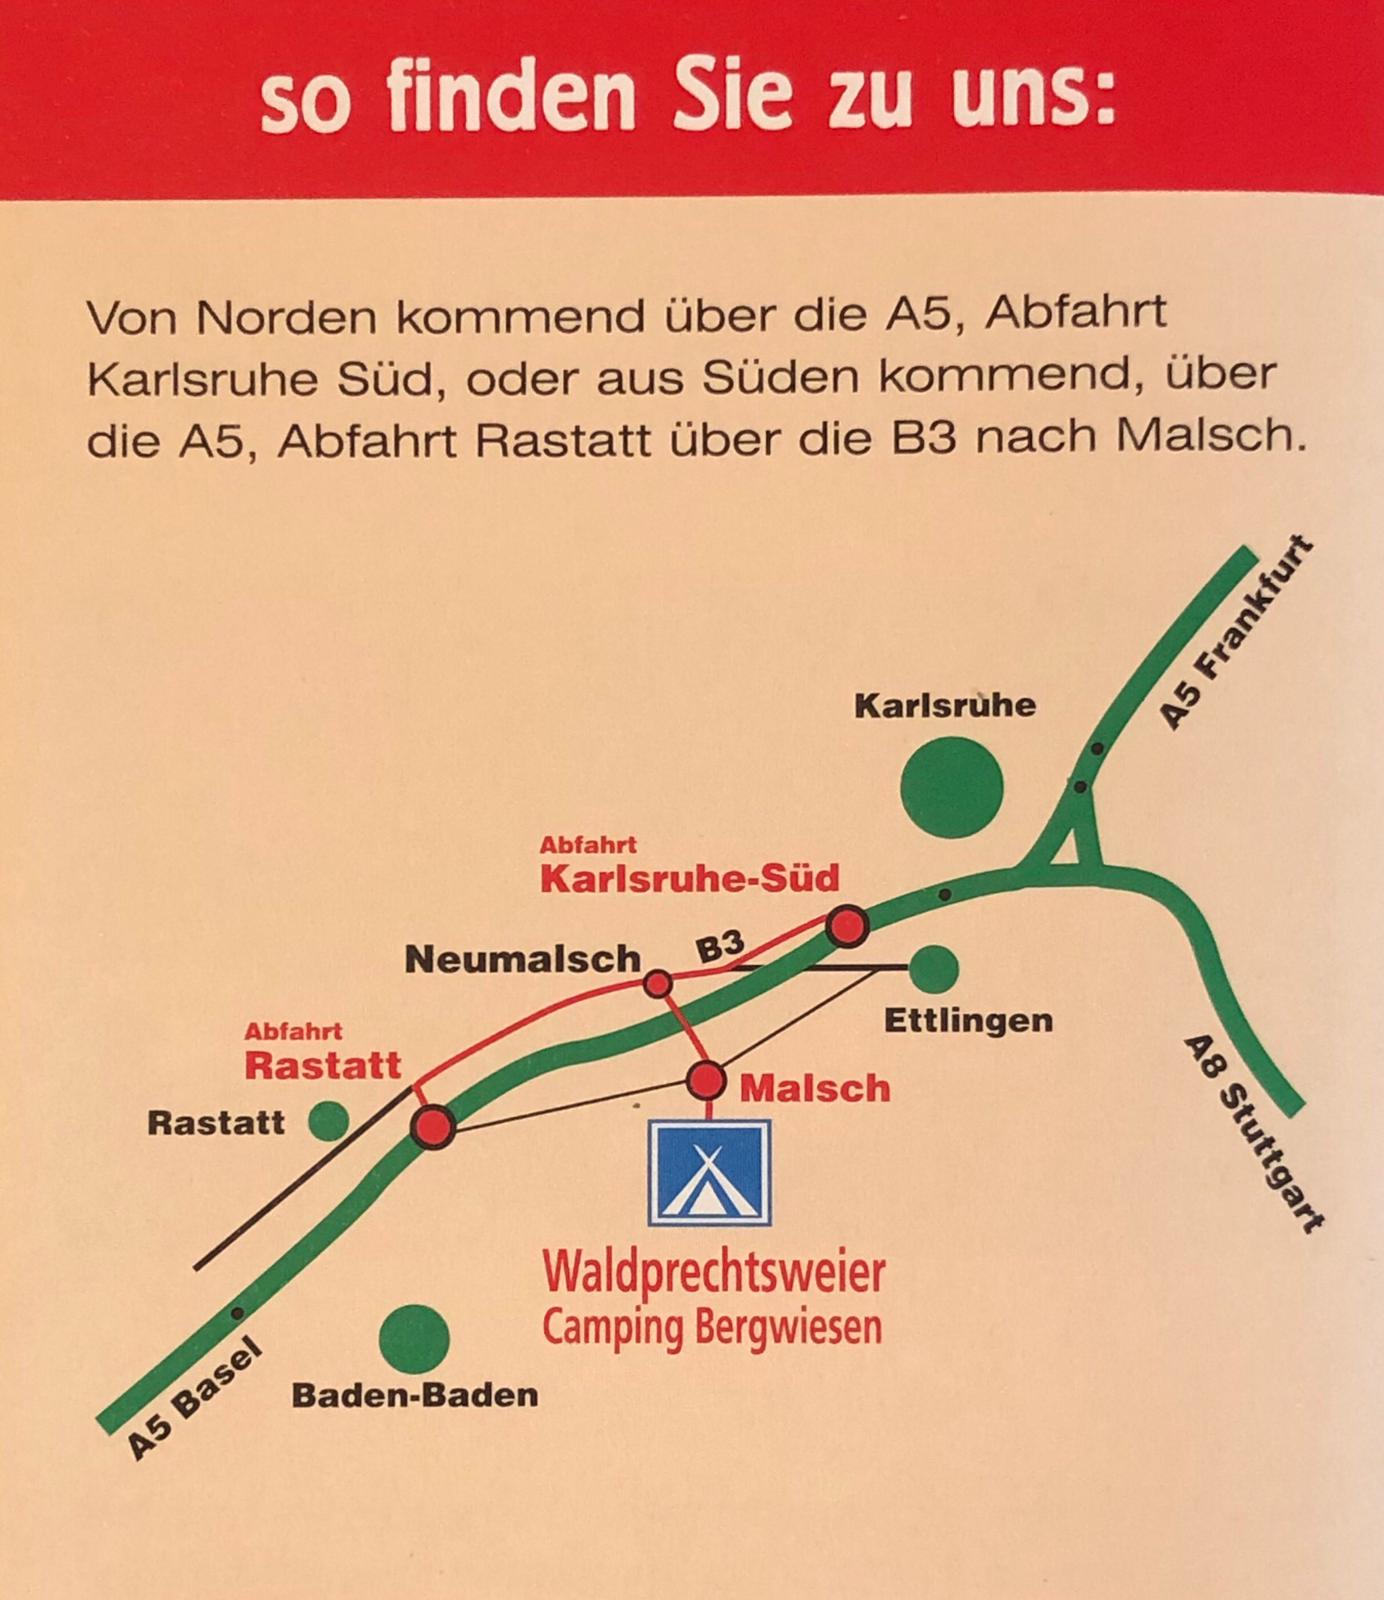 so finden Sie zu uns:
Von Norden kommend über die A5, Abfahrt
Karlsruhe Süd, oder aus Süden kommend, über
die A5, Abfahrt Rastatt über die B3 nach Malsch.
A5 Frankfurt
Karlsruhe
Abfahrt
Karlsruhe-Süd
B3
Neumalsch
Ettlingen
Abfahrt
Rastatt
Malsch
Rastatt
A8 Stuttgart
Waldprechtsweier
Camping Bergwiesen
A5 Basel
Baden-Baden